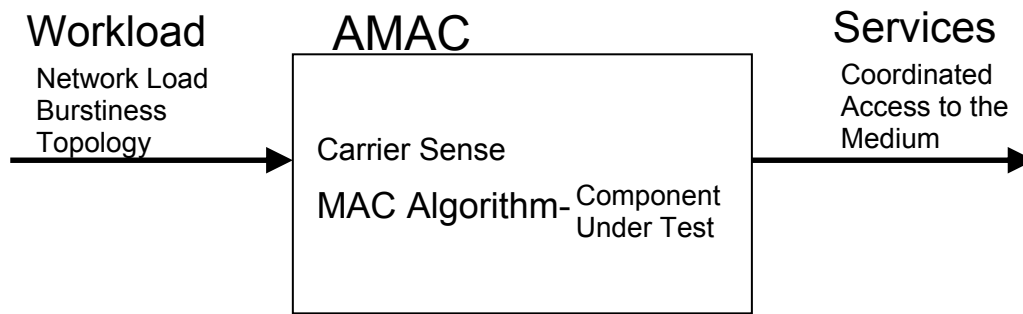 Workload
Network Load
Burstiness
Topology
AMAC
Carrier Sense
MAC Algorithm- Component
Under Test
Services
Coordinated
Access to the
Medium